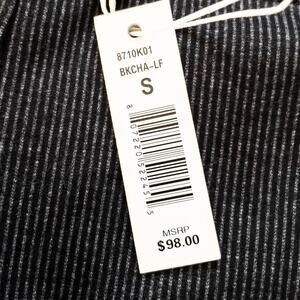 8710K01
BKCHA-LF
S
MSRP
$98.00